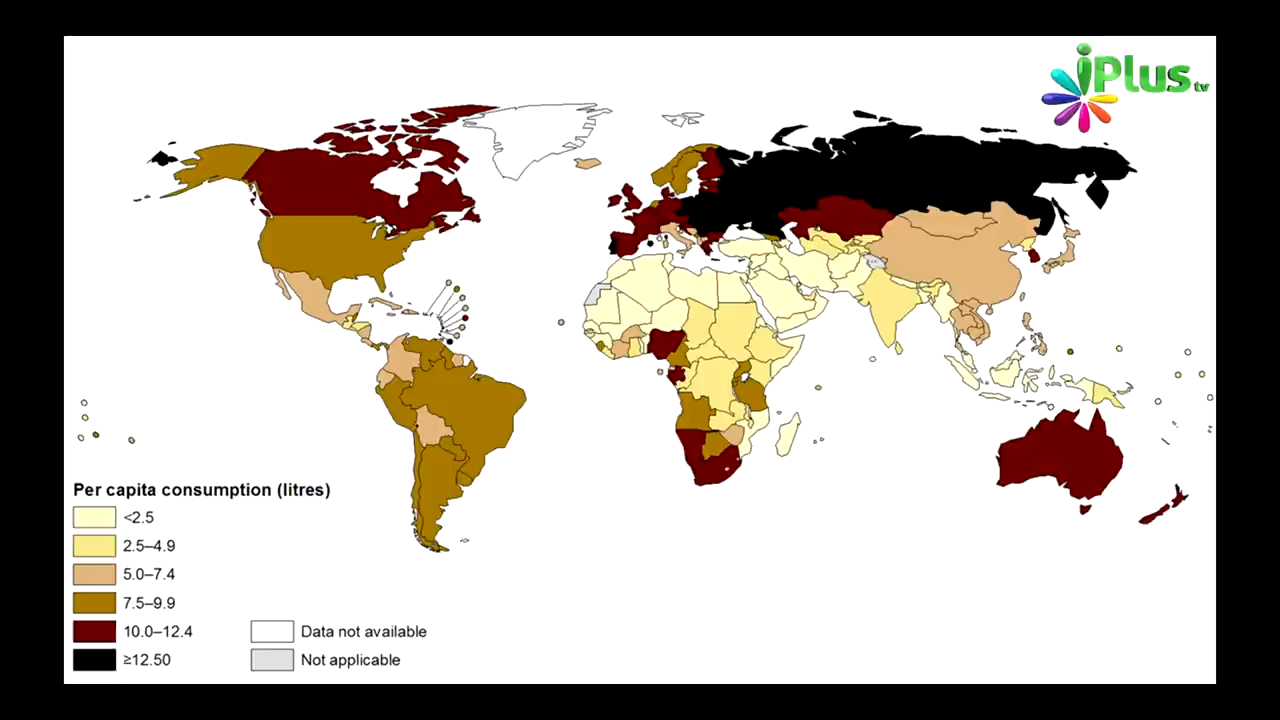 iPlus tv
Per capita consumption (litres)
<2.5
2.5–4.9
5.0–7.4
7.5–9.9
10.0–12.4
≥12.50
Data not available
Not applicable